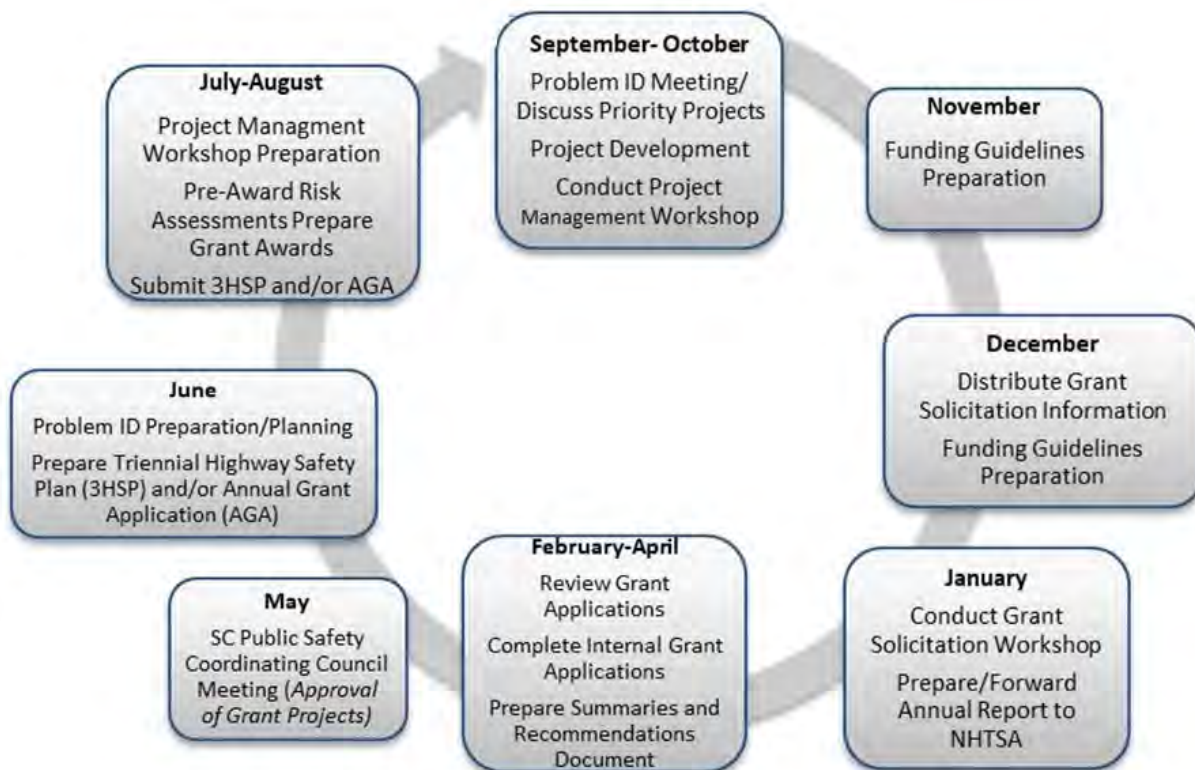 September- October
Problem ID Meeting/
Discuss Priority Projects
Project Development
Conduct Project
Management Workshop
November
Funding Guidelines
Preparation
December
Distribute Grant
Solicitation Information
Funding Guidelines
Preparation
January
Conduct Grant
Solicitation Workshop
Prepare/Forward
Annual Report to
NHTSA
February-April
Review Grant
Applications
Complete Internal Grant
Applications
Prepare Summaries and
Recommendations
Document
May
SC Public Safety
Coordinating Council
Meeting (Approval
of Grant Projects)
June
Problem ID Preparation/Planning
Prepare Triennial Highway Safety
Plan (3HSP) and/or Annual Grant
Application (AGA)
July-August
Project Managment
Workshop Preparation
Pre-Award Risk
Assessments Prepare
Grant Awards
Submit 3HSP and/or AGA